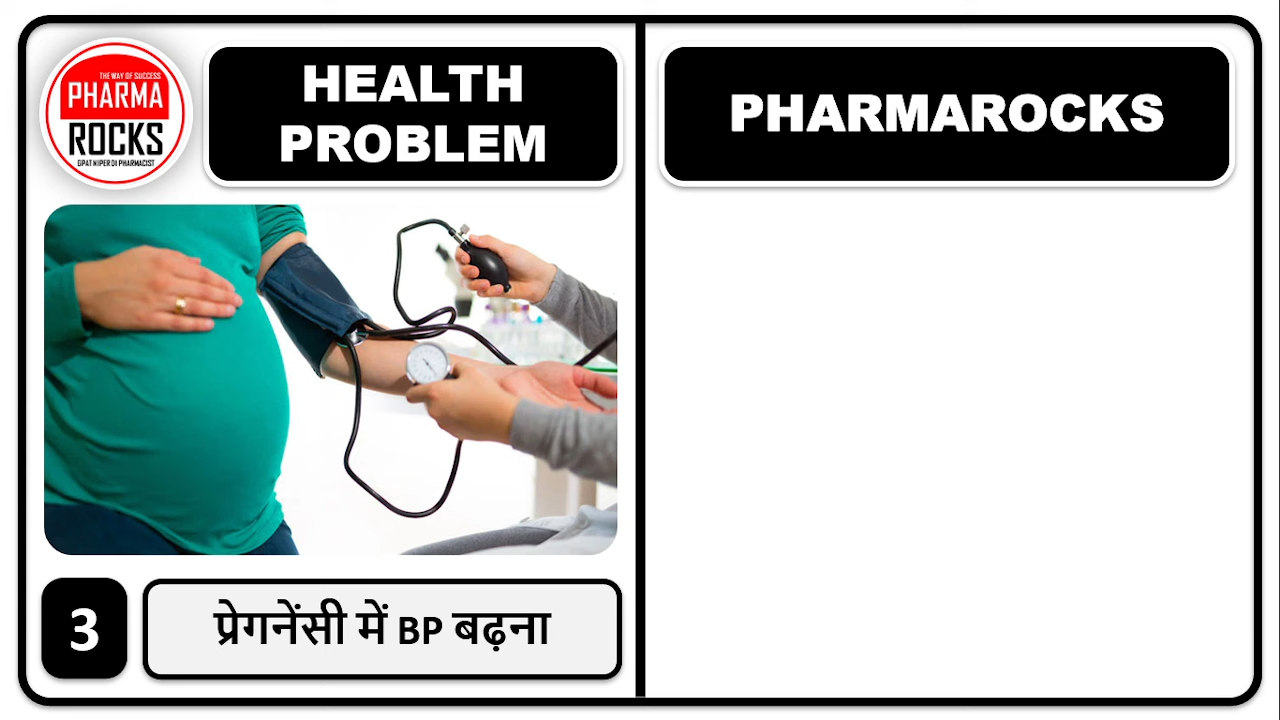 THE WAY OF SUCCESS
PHARMA
ROCKS
GPAT NIPER DI PHARMACIST
HEALTH
PROBLEM
PHARMAROCKS
3
प्रेगनेंसी में BP बढ़ना